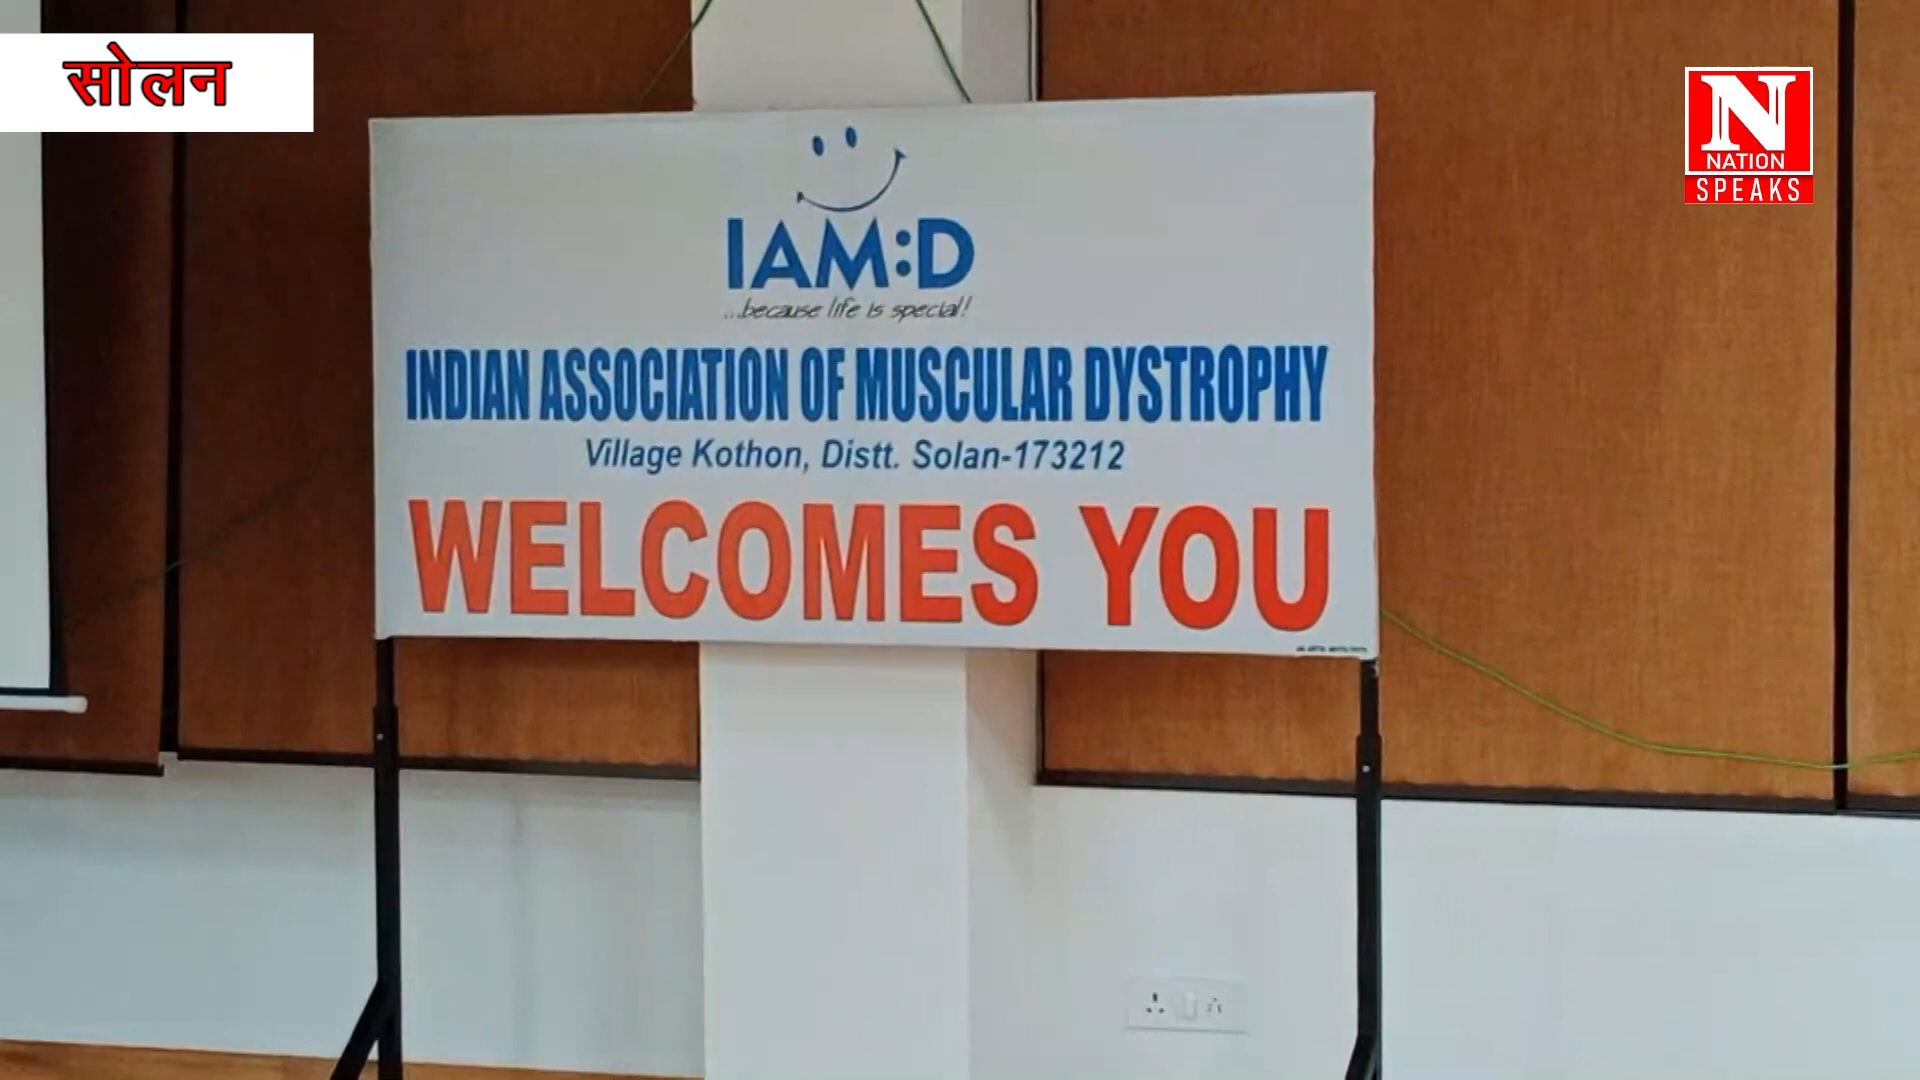 सोलन
N
NATION
SPEAKS
IAM:D
...because life is special!
INDIAN ASSOCIATION OF MUSCULAR DYSTROPHY
Village Kothon, Distt. Solan-173212
WELCOMES YOU